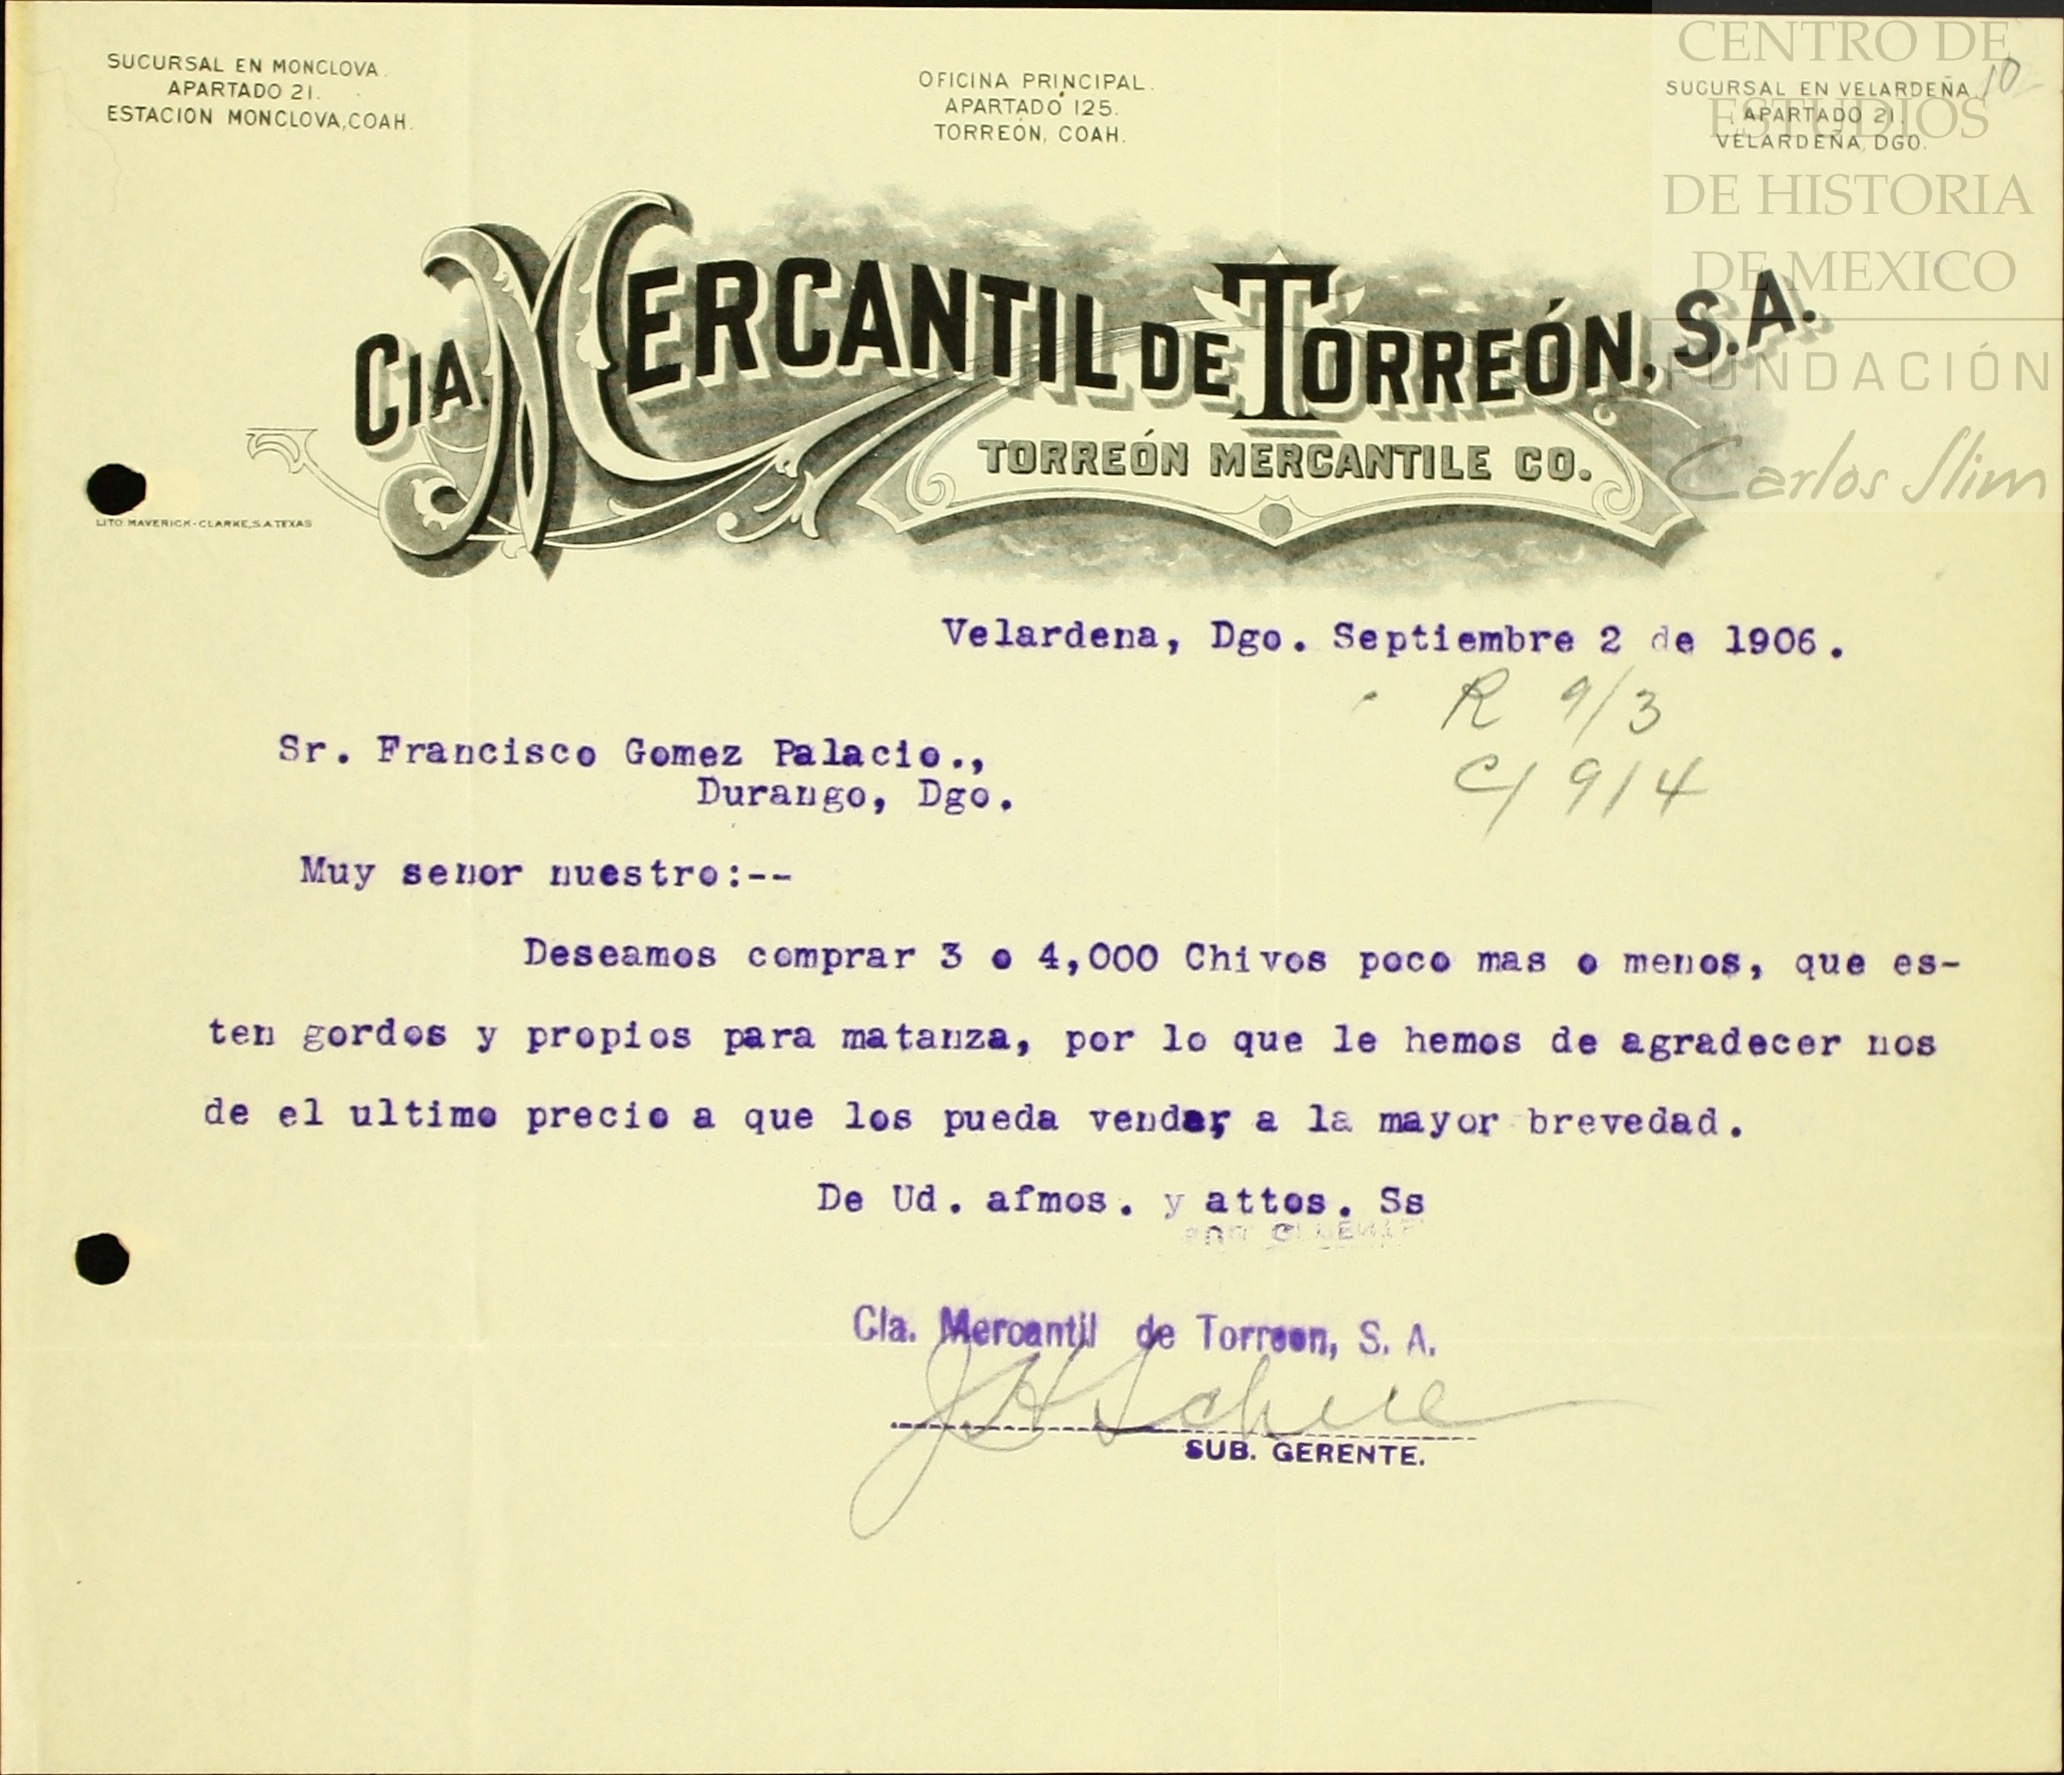 CENTRO DE
ESTUDIOS
DE HISTORIA
DE MEXICO
FUNDACIÓN
Carlos Slim
10
SUCURSAL EN MONCLOVA.
APARTADO 21.
ESTACION MONCLOVA, COAH.
OFICINA PRINCIPAL.
APARTADO 125.
TORREÓN, COAH.
SUCURSAL EN VELARDEÑA.
APARTADO 21.
VELARDEÑA, DGO.
CIA. MERCANTIL DE TORREÓN, S.A.
TORREÓN MERCANTILE CO.
LITO. MAVERICK-CLARKE, S.A. TEXAS
Velardena, Dgo. Septiembre 2 de 1906.
R 9/3
C/ 9/4
Sr. Francisco Gomez Palacio.,
Durango, Dgo.
Muy senor nuestro:--
Deseamos comprar 3 o 4,000 Chivos poco mas o menos, que es-
ten gordos y propios para matanza, por lo que le hemos de agradecer nos
de el ultimo precio a que los pueda vender, a la mayor brevedad.
De Ud. afmos. y attos. Ss
Cia. Mercantil de Torreon, S. A.
SUB. GERENTE.